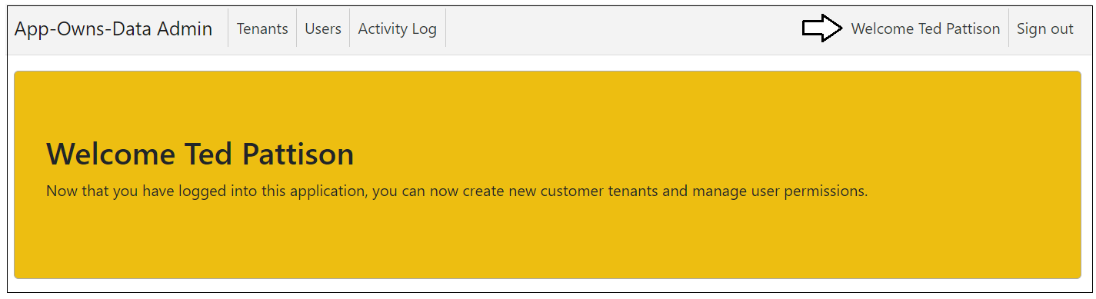 App-Owns-Data Admin Tenants Users Activity Log Welcome Ted Pattison Sign out
Welcome Ted Pattison
Now that you have logged into this application, you can now create new customer tenants and manage user permissions.